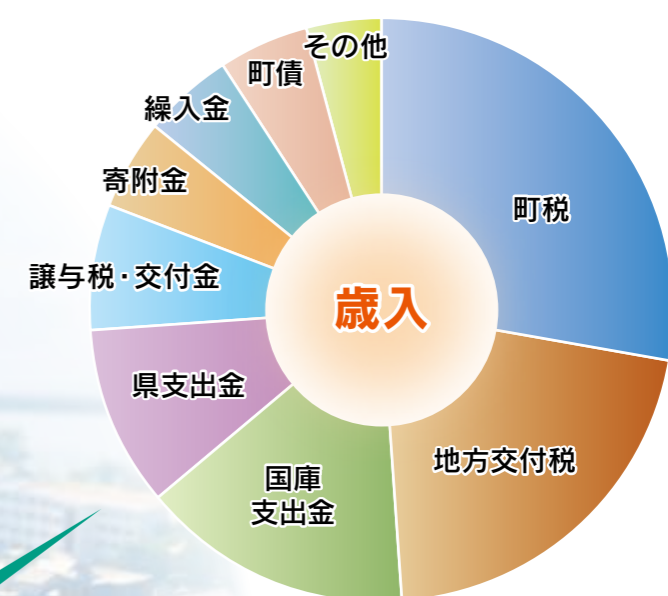 その他
町債
繰入金
寄附金
譲与税・交付金
県支出金
国庫
支出金
地方交付税
町税
歳入